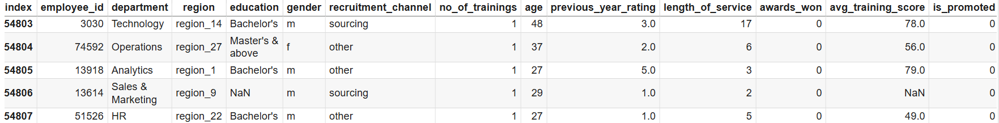 index employee_id department region education gender recruitment_channel no_of_trainings age previous_year_rating length_of_service awards_won avg_training_score is_promoted
54803 3030 Technology region_14 Bachelor's m sourcing 1 48 3.0 17 0 78.0 0
54804 74592 Operations region_27 Master's & above f other 1 37 2.0 6 0 56.0 0
54805 13918 Analytics region_1 Bachelor's m other 1 27 5.0 3 0 79.0 0
54806 13614 Sales & Marketing region_9 NaN m sourcing 1 29 1.0 2 0 NaN 0
54807 51526 HR region_22 Bachelor's m other 1 27 1.0 5 0 49.0 0